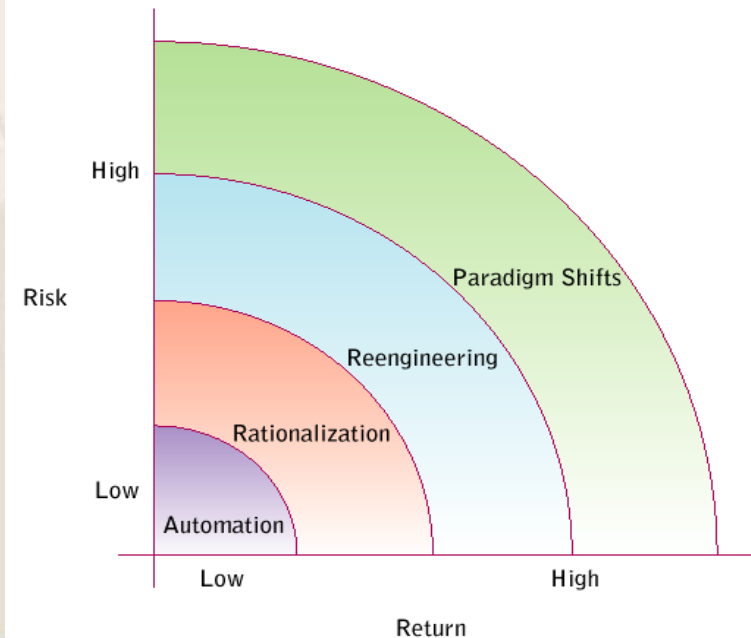 High
Paradigm Shifts
Risk
Reengineering
Rationalization
Low
Automation
Low High
Return